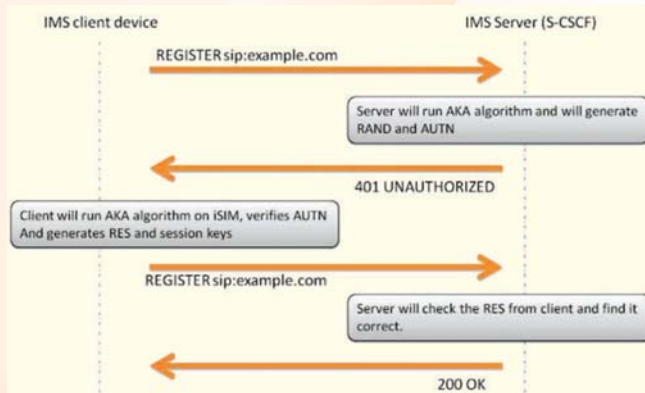 IMS client device
IMS Server (S-CSCF)
REGISTER sip:example.com
Server will run AKA algorithm and will generate
RAND and AUTN
401 UNAUTHORIZED
Client will run AKA algorithm on iSIM, verifies AUTN
And generates RES and session keys
REGISTER sip:example.com
Server will check the RES from client and find it
correct.
200 OK